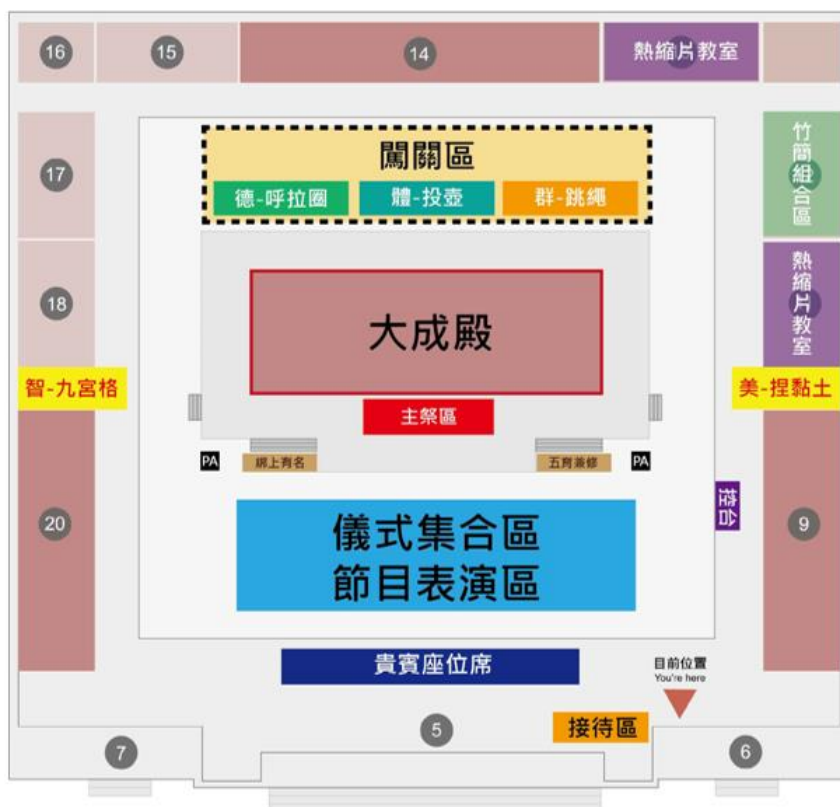 16
15
14
熱縮片教室
17
闖關區
竹簡組合區
德-呼拉圈
體-投壺
群-跳繩
18
大成殿
熱縮片教室
智-九宮格
主祭區
美-捏黏土
PA
綁上有名
五育兼修
PA
20
儀式集合區
節目表演區
控台
9
貴賓座位席
目前位置
You're here
5
接待區
7
6